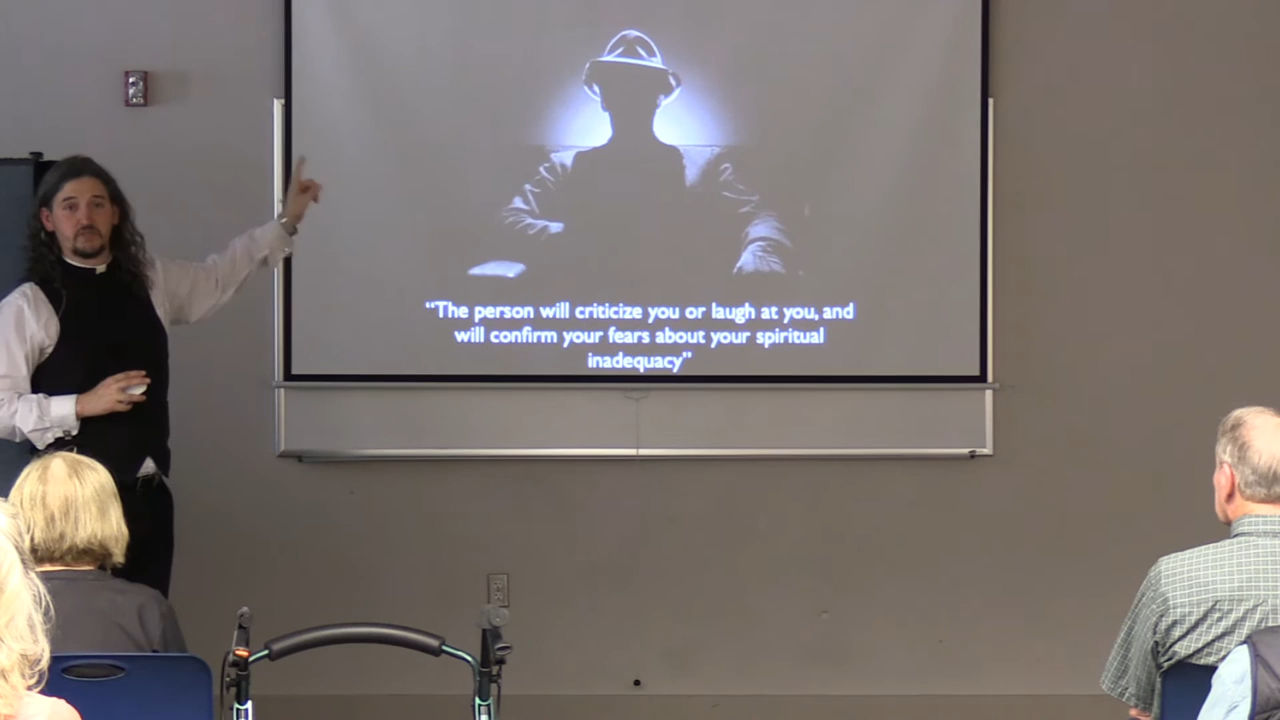 “The person will criticize you or laugh at you, and
will confirm your fears about your spiritual
inadequacy”